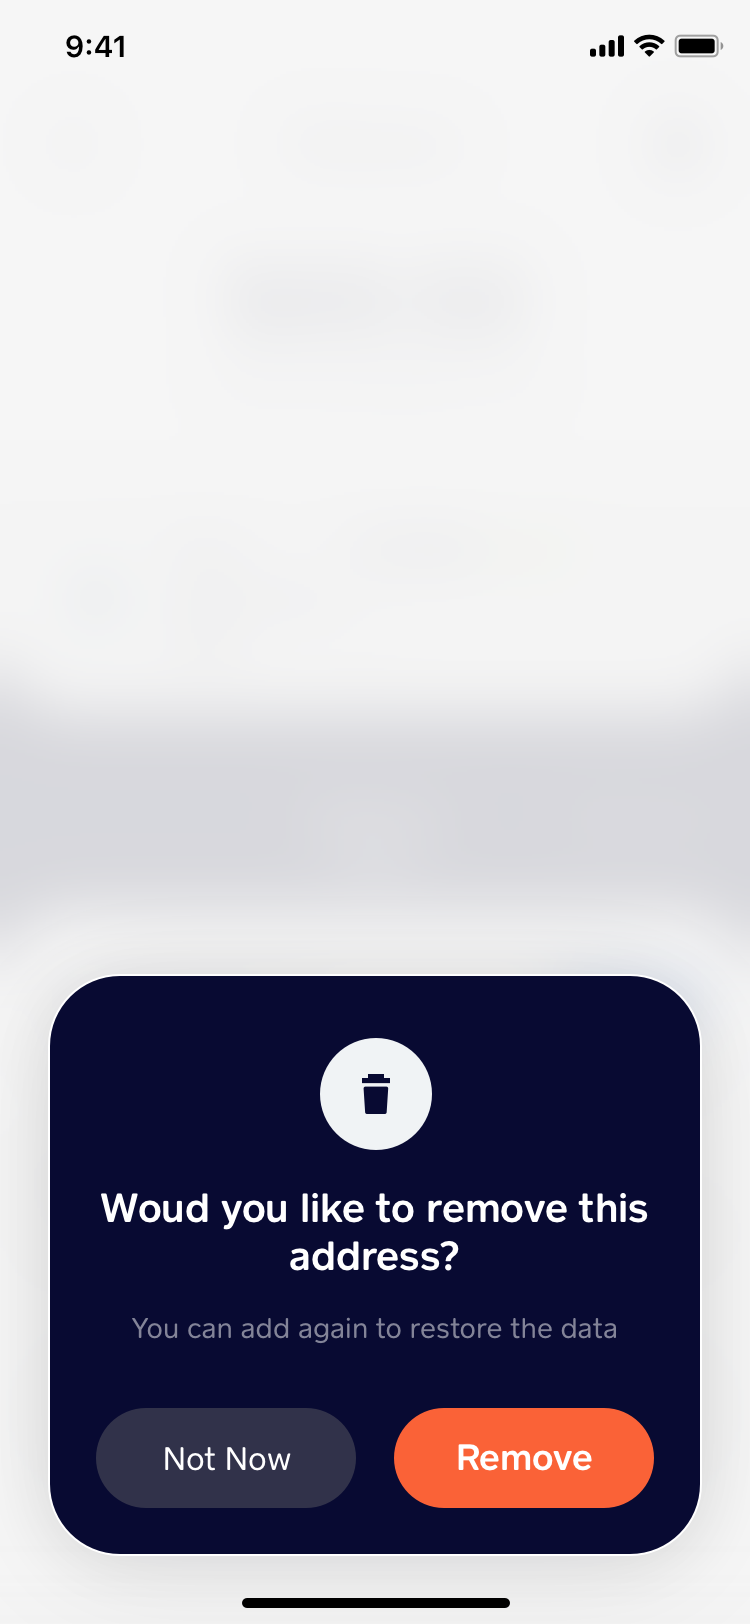 9:41
Woud you like to remove this
address?
You can add again to restore the data
Not Now
Remove